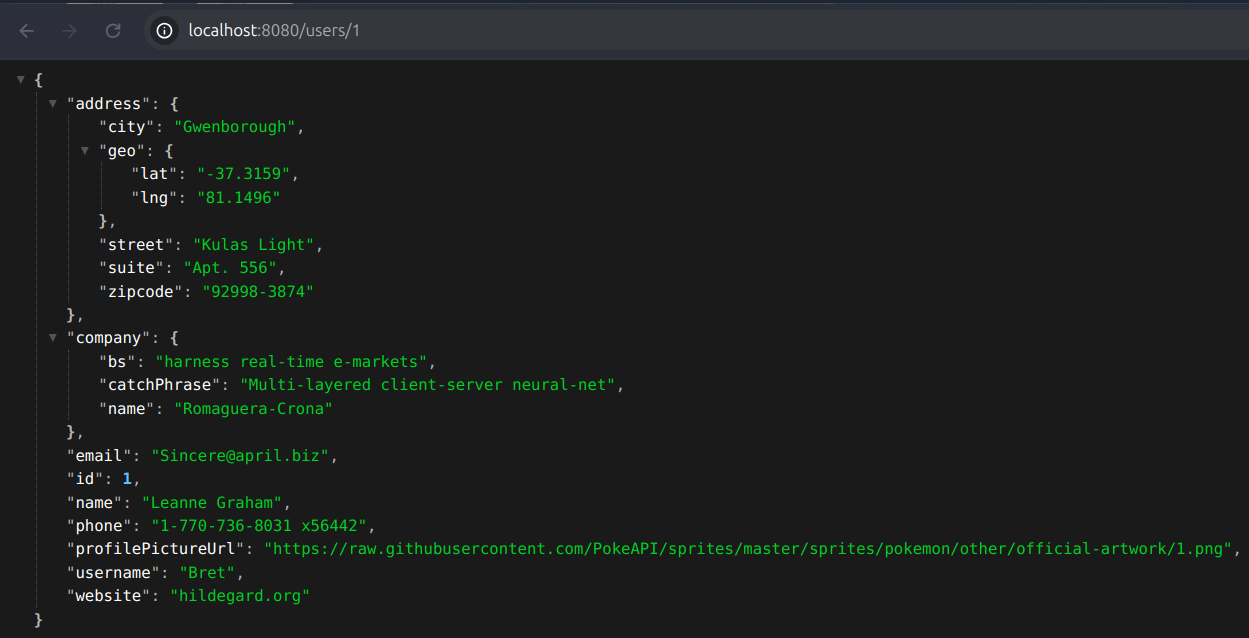 localhost:8080/users/1
{
"address": {
"city": "Gwenborough",
"geo": {
"lat": "-37.3159",
"lng": "81.1496"
},
"street": "Kulas Light",
"suite": "Apt. 556",
"zipcode": "92998-3874"
},
"company": {
"bs": "harness real-time e-markets",
"catchPhrase": "Multi-layered client-server neural-net",
"name": "Romaguera-Crona"
},
"email": "Sincere@april.biz",
"id": 1,
"name": "Leanne Graham",
"phone": "1-770-736-8031 x56442",
"profilePictureUrl": "https://raw.githubusercontent.com/PokeAPI/sprites/master/sprites/pokemon/other/official-artwork/1.png",
"username": "Bret",
"website": "hildegard.org"
}